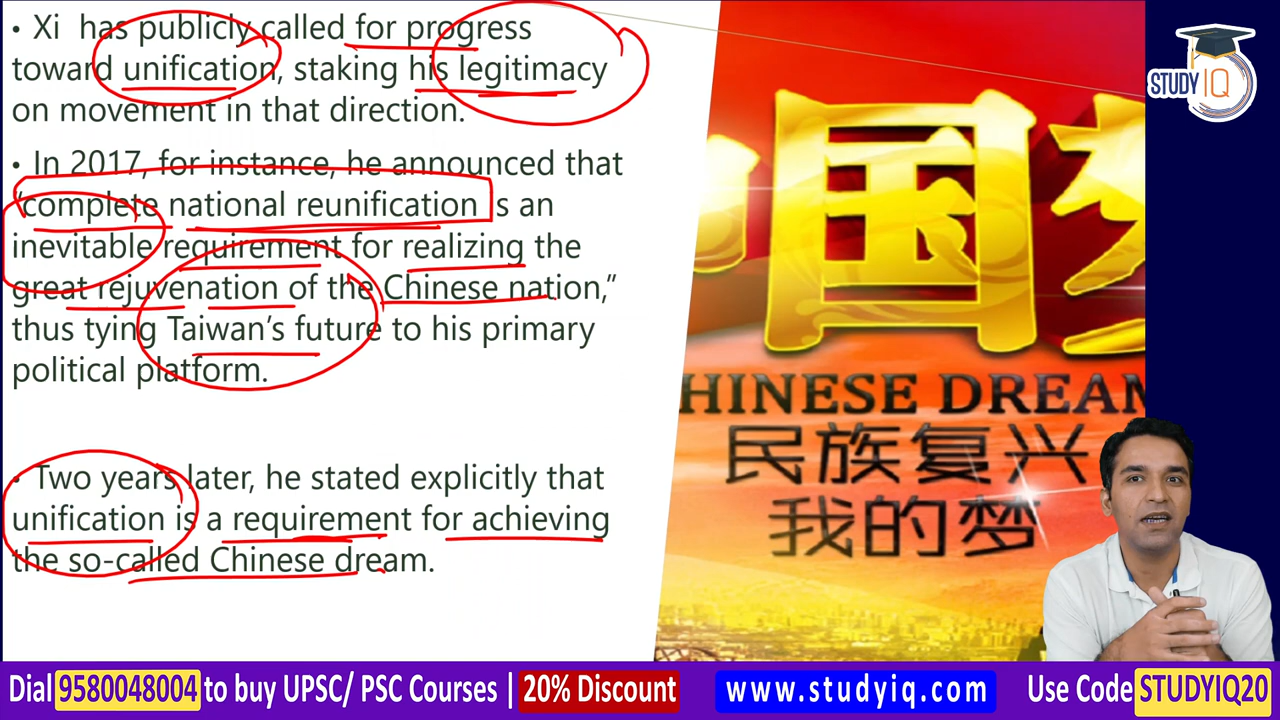 • Xi has publicly called for progress
toward unification, staking his legitimacy
on movement in that direction.
• In 2017, for instance, he announced that
“complete national reunification is an
inevitable requirement for realizing the
great rejuvenation of the Chinese nation,”
thus tying Taiwan’s future to his primary
political platform.
• Two years later, he stated explicitly that
unification is a requirement for achieving
the so-called Chinese dream.
国
HINESE DREAM
民族复兴
我的梦
STUDY IQ
Dial 9580048004 to buy UPSC/ PSC Courses | 20% Discount
www.studyiq.com
Use Code STUDYIQ20